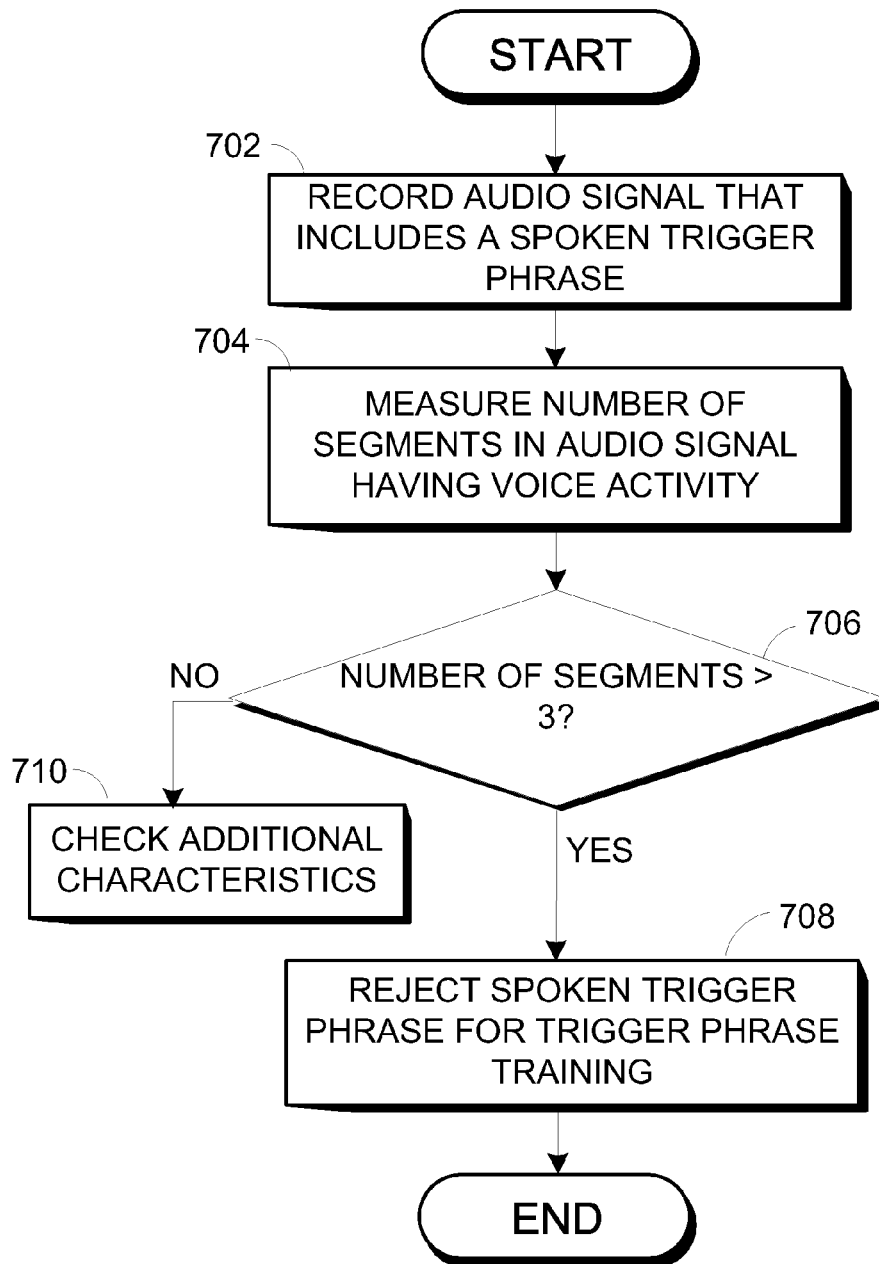 START
702
RECORD AUDIO SIGNAL THAT
INCLUDES A SPOKEN TRIGGER
PHRASE
704
MEASURE NUMBER OF
SEGMENTS IN AUDIO SIGNAL
HAVING VOICE ACTIVITY
706
NUMBER OF SEGMENTS >
3?
NO
710
CHECK ADDITIONAL
CHARACTERISTICS
YES
708
REJECT SPOKEN TRIGGER
PHRASE FOR TRIGGER PHRASE
TRAINING
END